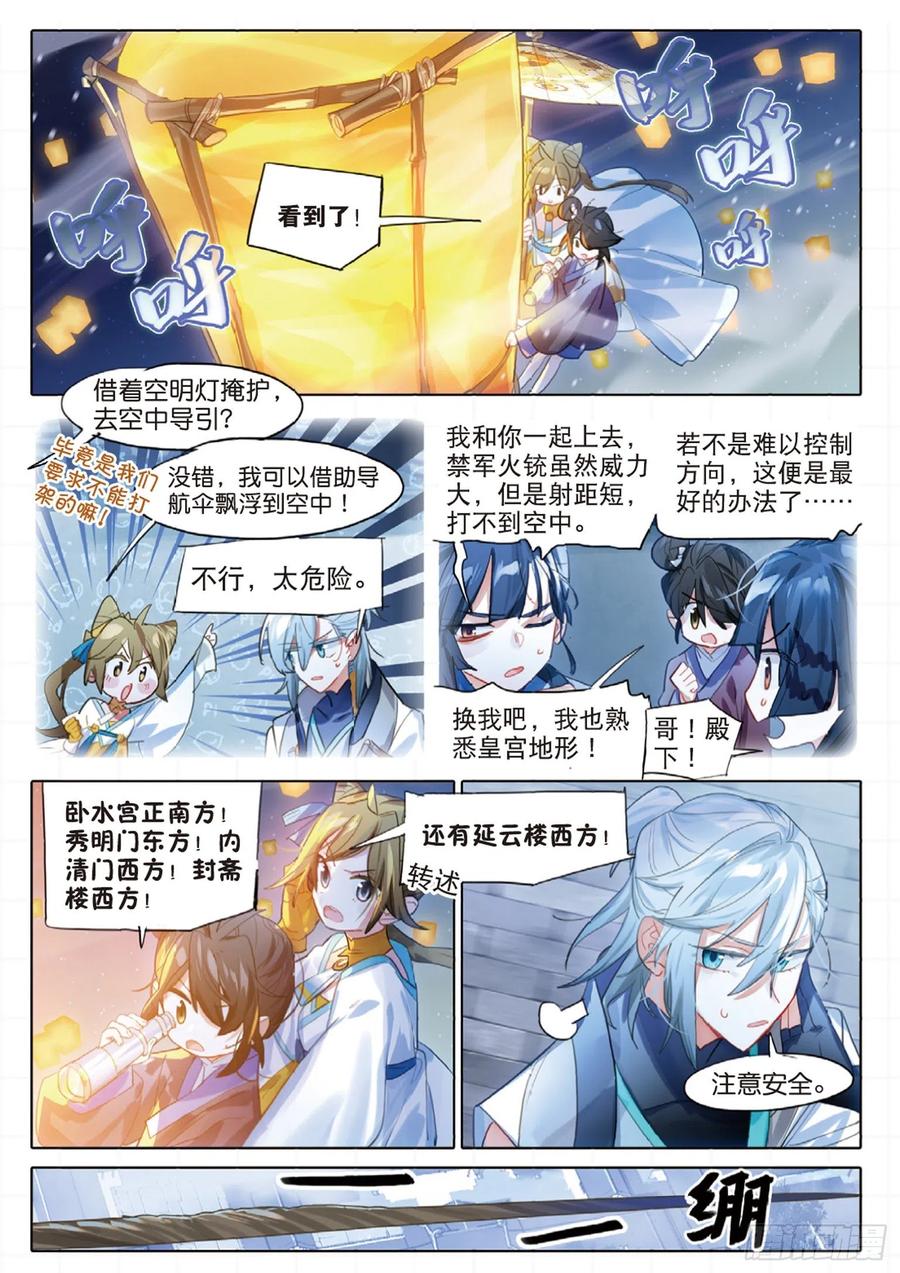 呼
呼
呼
呼
呼
看到了！
借着空明灯掩护，
去空中导引？
毕竟是我们
要求不能打
架的嘛！
没错，我可以借助导
航伞飘浮到空中！
不行，太危险。
我和你一起上去，
禁军火铳虽然威力
大，但是射距短，
打不到空中。
若不是难以控制
方向，这便是最
好的办法了……
换我吧，我也熟
悉皇宫地形！
哥！殿
下！
卧水宫正南方！
秀明门东方！内
清门西方！封斋
楼西方！
还有延云楼西方！
转述
注意安全。
绷